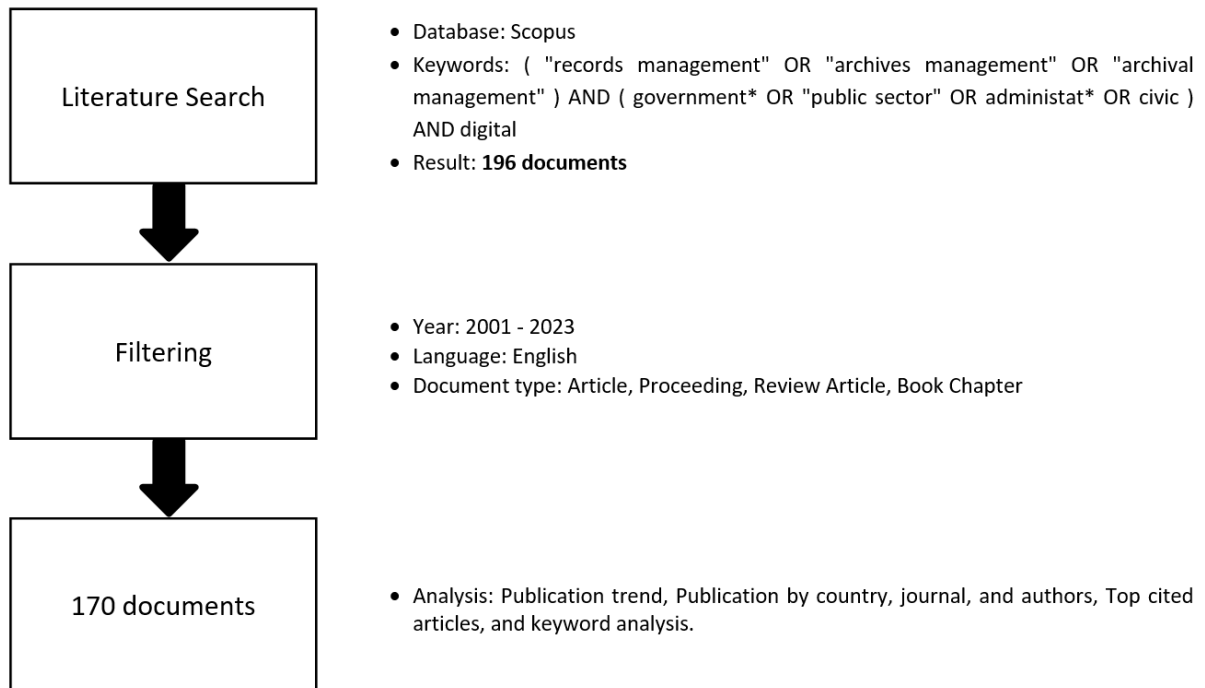 Literature Search
• Database: Scopus
• Keywords: ( "records management" OR "archives management" OR "archival
management" ) AND ( government* OR "public sector" OR administat* OR civic )
AND digital
• Result: 196 documents
Filtering
• Year: 2001 - 2023
• Language: English
• Document type: Article, Proceeding, Review Article, Book Chapter
170 documents
• Analysis: Publication trend, Publication by country, journal, and authors, Top cited
articles, and keyword analysis.